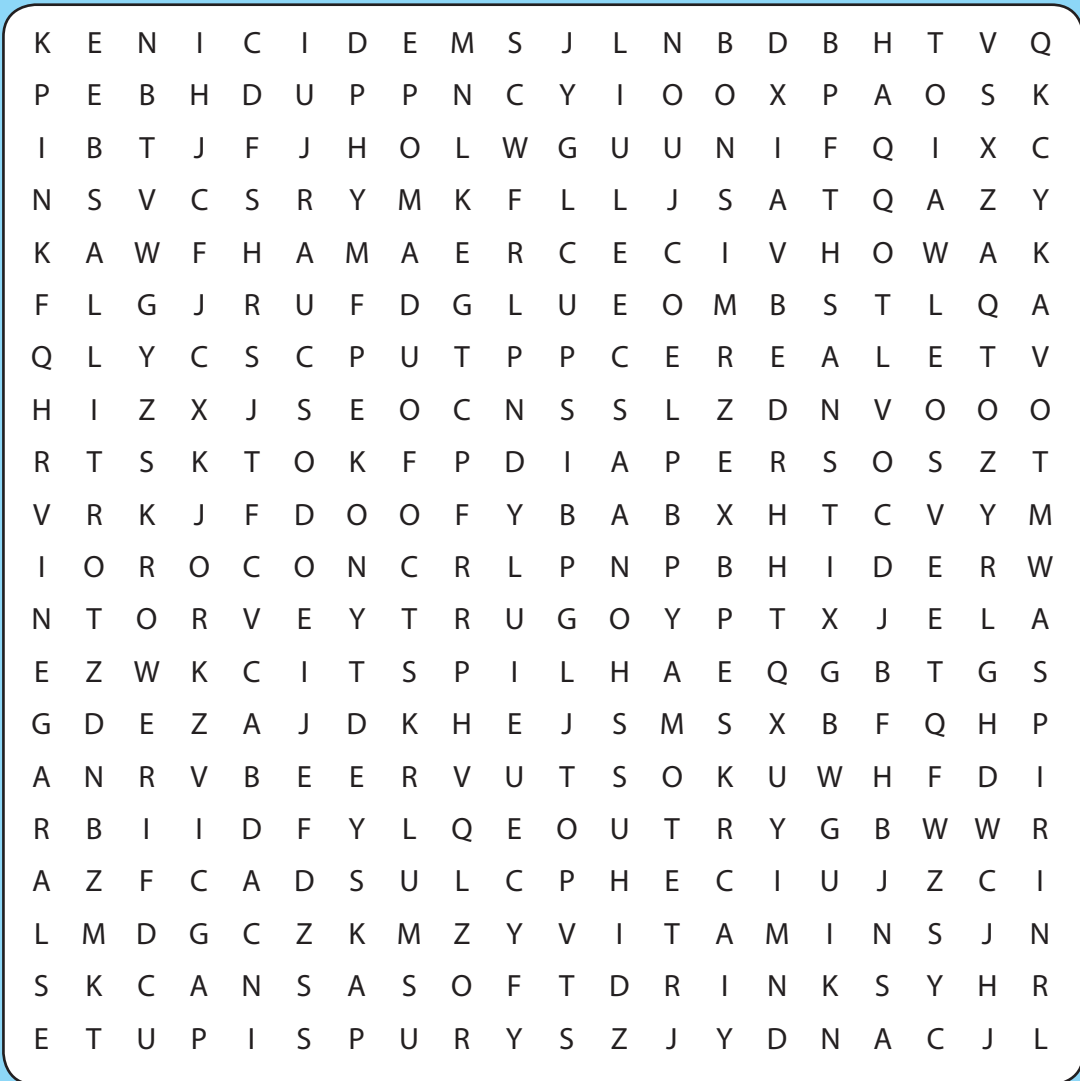 K E N I C I D E M S J L N B D B H T V Q
P E B H D U P P N C Y I O O X P A O S K
I B T J F J H O L W G U U N I F Q I X C
N S V C S R Y M K F L L J S A T Q A Z Y
K A W F H A M A E R C E C I V H O W A K
F L G J R U F D G L U E O M B S T L Q A
Q L Y C S C P U T P P C E R E A L E T V
H I Z X J S E O C N S S L Z D N V O O O
R T S K T O K F P D I A P E R S O S Z T
V R K J F D O O F Y B A B X H T C V Y M
I O R O C O N C R L P N P B H I D E R W
N T O R V E Y T R U G O Y P T X J E L A
E Z W K C I T S P I L H A E Q G B T G S
G D E Z A J D K H E J S M S X B F Q H P
A N R V B E E R V U T S O K U W H F D I
R B I I D F Y L Q E O U T R Y G B W W R
A Z F C A D S U L C P H E C I U J Z C I
L M D G C Z K M Z Y V I T A M I N S J N
S K C A N S A S O F T D R I N K S Y H R
E T U P I S P U R Y S Z J Y D N A C J L